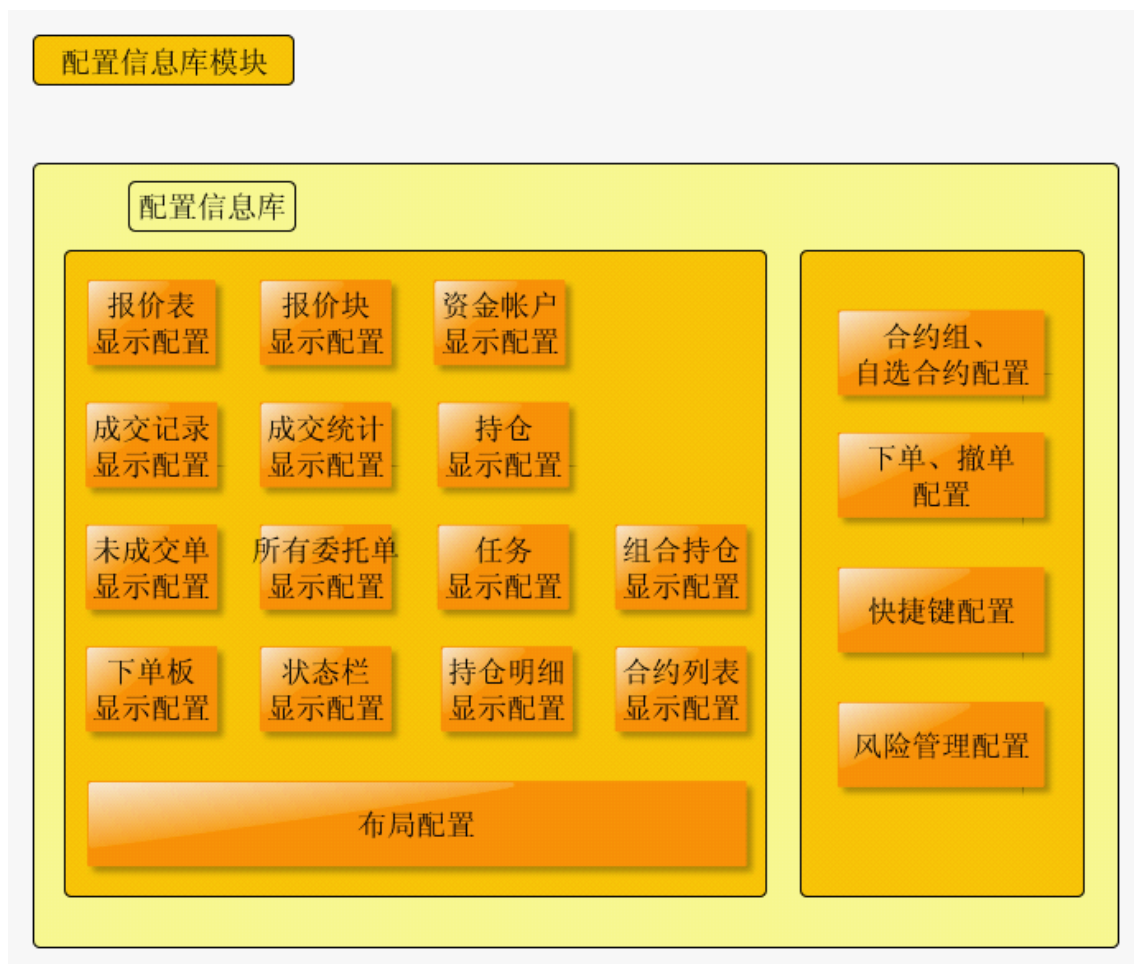 配置信息库模块
配置信息库
报价表
显示配置
报价块
显示配置
资金帐户
显示配置
成交记录
显示配置
成交统计
显示配置
持仓
显示配置
未成交单
显示配置
所有委托单
显示配置
任务
显示配置
组合持仓
显示配置
下单板
显示配置
状态栏
显示配置
持仓明细
显示配置
合约列表
显示配置
布局配置
合约组、
自选合约配置
下单、撤单
配置
快捷键配置
风险管理配置